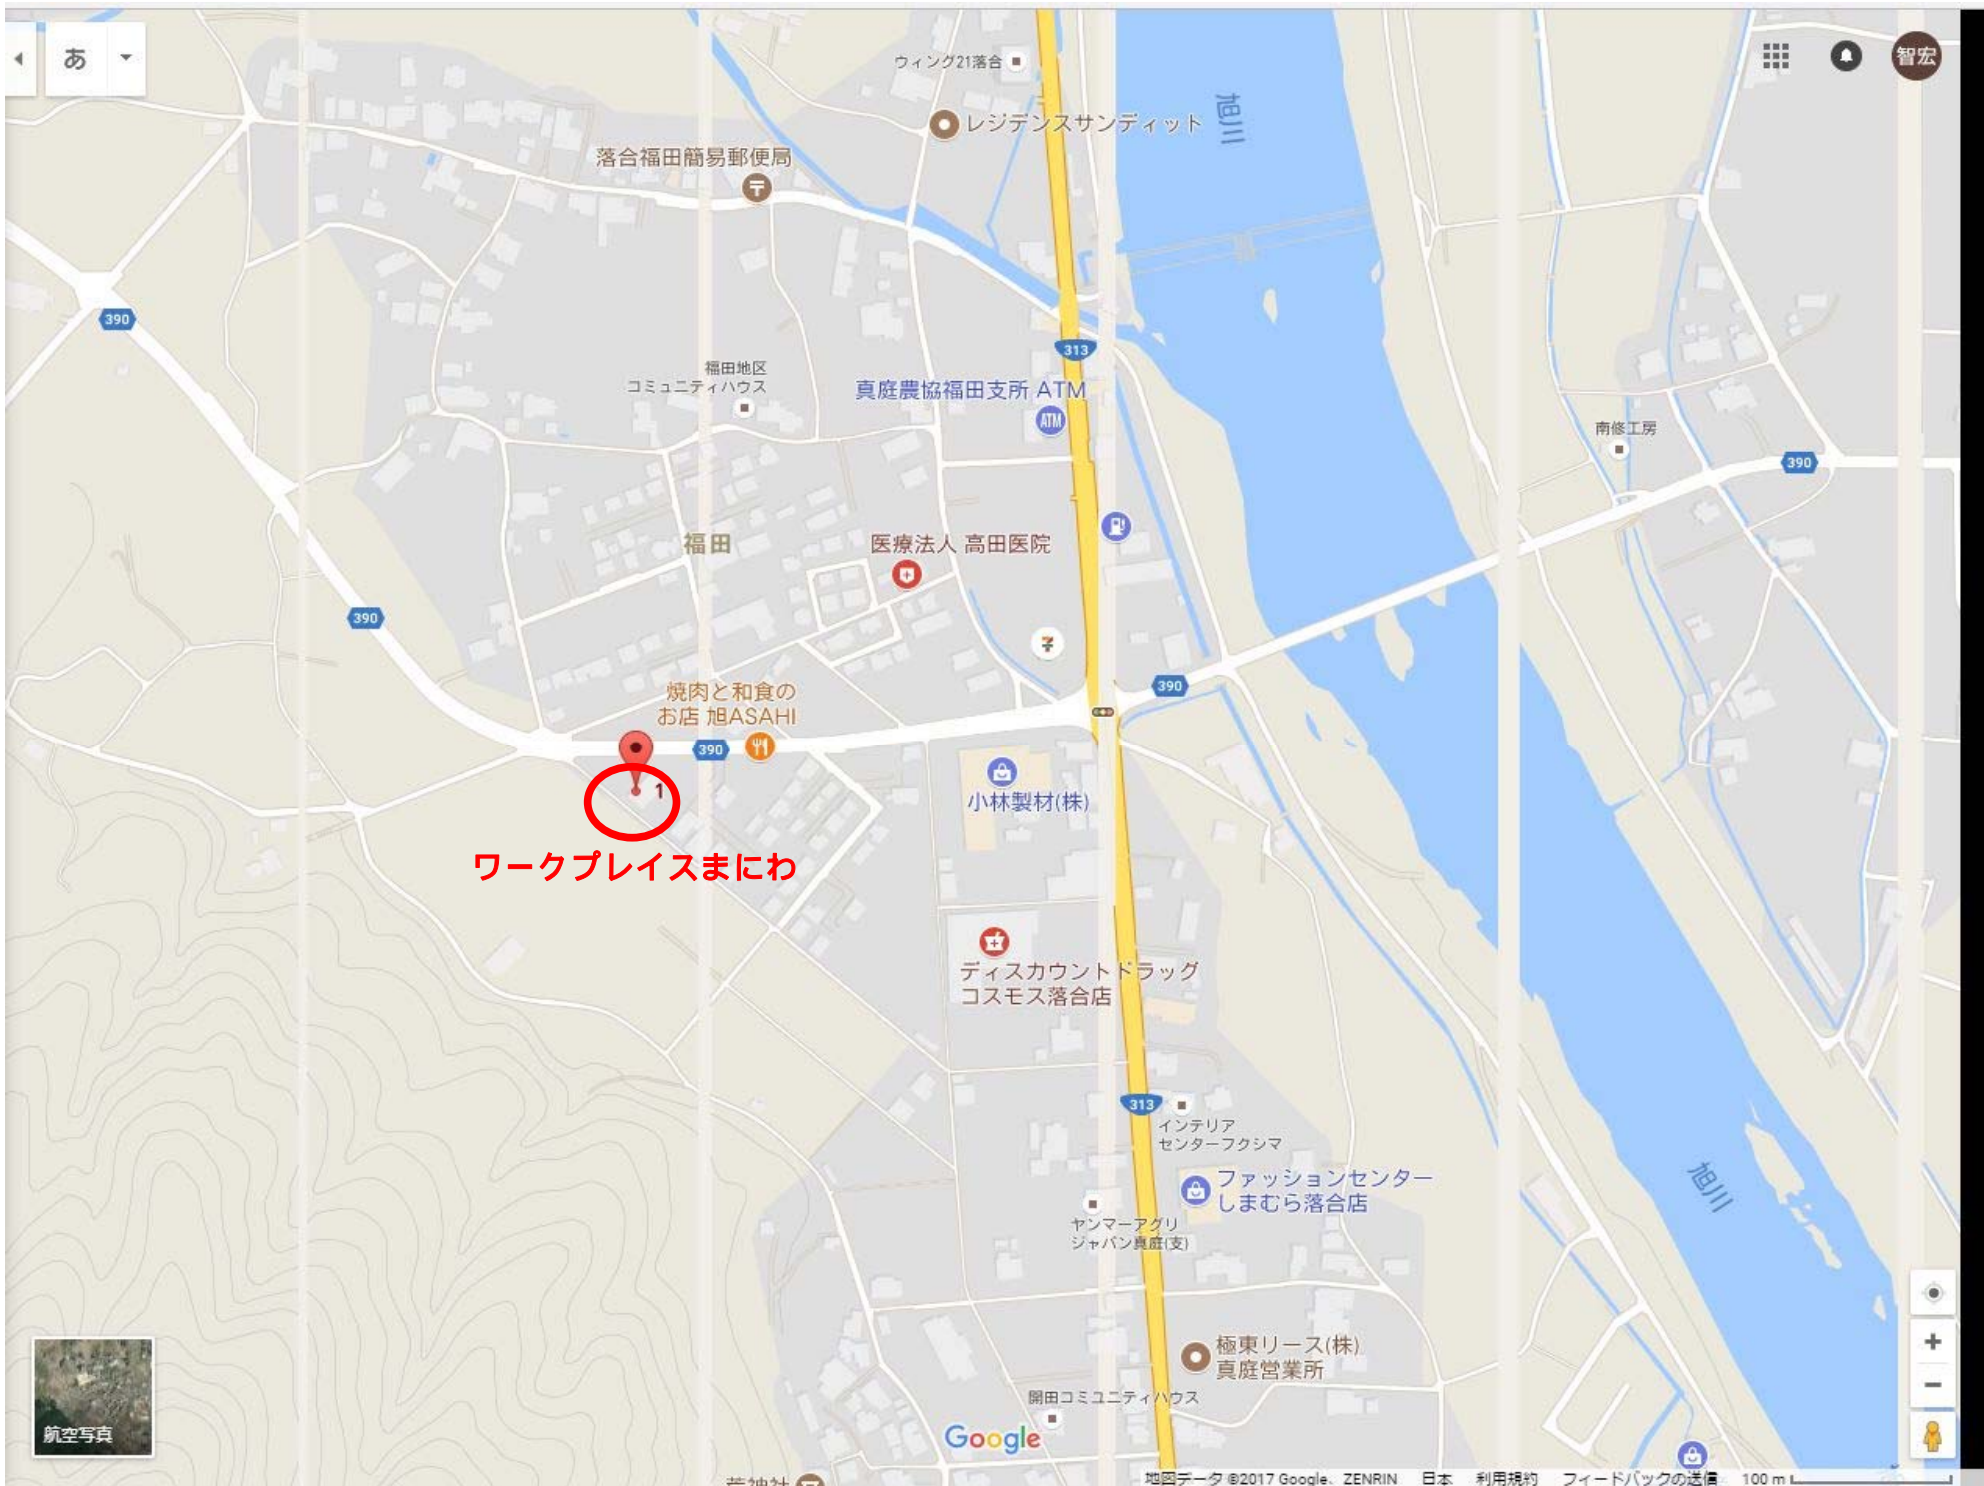 あ
智宏
ウィング21落合
レジデンスサンディット
旭川
落合福田簡易郵便局
390
313
福田地区
コミュニティハウス
真庭農協福田支所 ATM
ATM
南修工房
390
福田
医療法人 高田医院
390
焼肉と和食の
お店 旭ASAHI
390
390
1
小林製材(株)
ワークプレイスまにわ
ディスカウントドラッグ
コスモス落合店
313
インテリア
センターフクシマ
ファッションセンター
しまむら落合店
旭川
ヤンマーアグリ
ジャパン真庭(支)
極東リース(株)
真庭営業所
開田コミュニティハウス
航空写真
Google
地図データ ©2017 Google、ZENRIN 日本 利用規約 フィードバックの送信 100 m